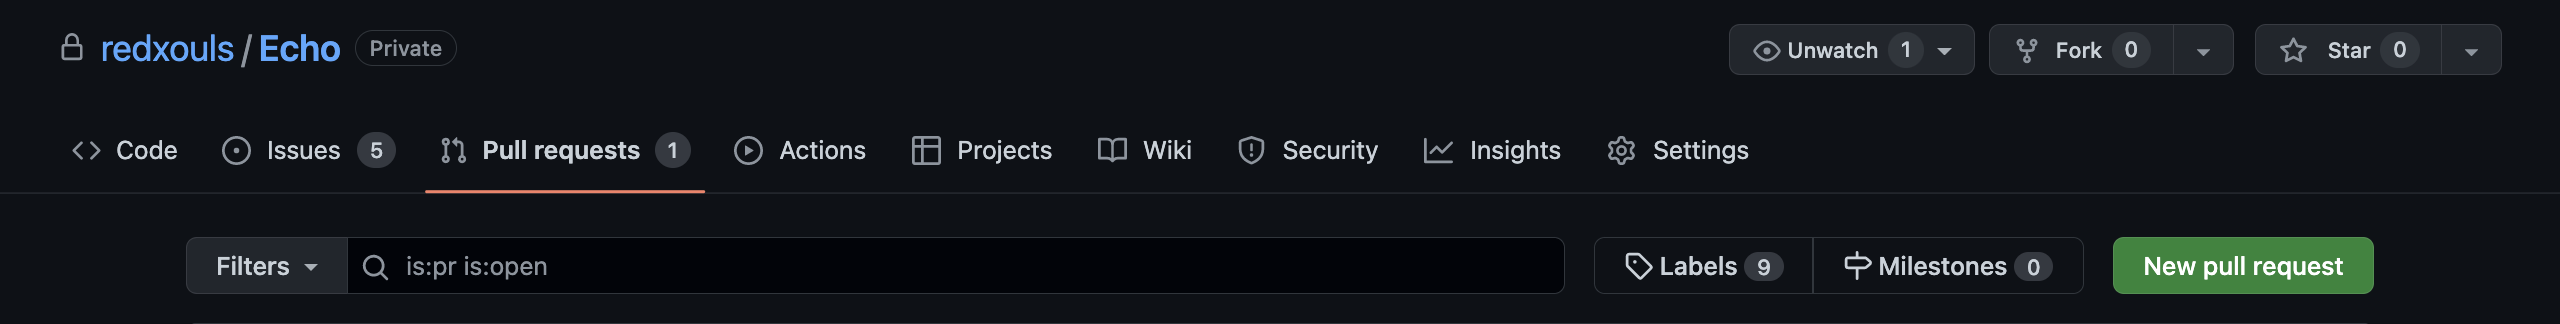 redxouls / Echo Private Unwatch 1 Fork 0 Star 0
Code Issues 5 Pull requests 1 Actions Projects Wiki Security Insights Settings
Filters is:pr is:open Labels 9 Milestones 0 New pull request